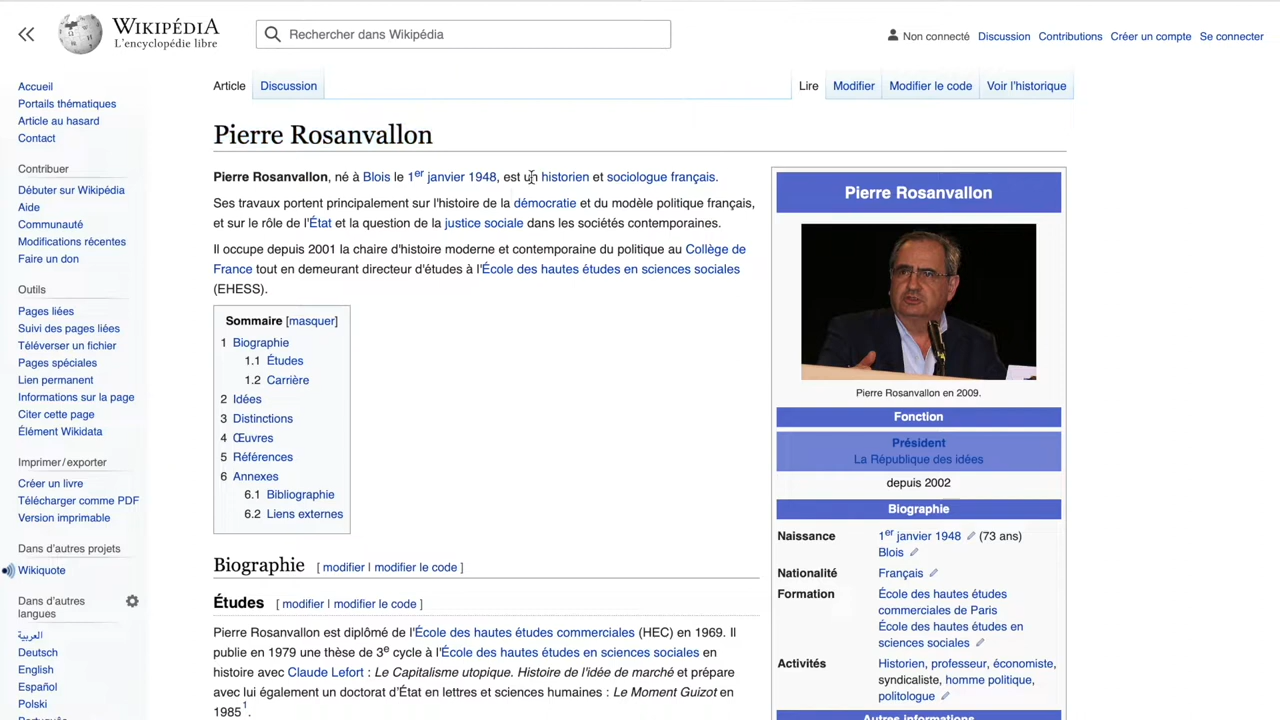 WIKIPÉDIA
L'encyclopédie libre
Rechercher dans Wikipédia
Non connecté Discussion Contributions Créer un compte Se connecter
Accueil
Portails thématiques
Article au hasard
Contact
Contribuer
Débuter sur Wikipédia
Aide
Communauté
Modifications récentes
Faire un don
Outils
Pages liées
Suivi des pages liées
Téléverser un fichier
Pages spéciales
Lien permanent
Informations sur la page
Citer cette page
Élément Wikidata
Imprimer/exporter
Créer un livre
Télécharger comme PDF
Version imprimable
Dans d'autres projets
Wikiquote
Dans d'autres
langues
العربية
Deutsch
English
Español
Polski
Português
Article Discussion
Lire Modifier Modifier le code Voir l'historique
Pierre Rosanvallon
Pierre Rosanvallon, né à Blois le 1er janvier 1948, est un historien et sociologue français.
Ses travaux portent principalement sur l'histoire de la démocratie et du modèle politique français,
et sur le rôle de l'État et la question de la justice sociale dans les sociétés contemporaines.
Il occupe depuis 2001 la chaire d'histoire moderne et contemporaine du politique au Collège de
France tout en demeurant directeur d'études à l'École des hautes études en sciences sociales
(EHESS).
Sommaire [masquer]
1 Biographie
1.1 Études
1.2 Carrière
2 Idées
3 Distinctions
4 Œuvres
5 Références
6 Annexes
6.1 Bibliographie
6.2 Liens externes
Biographie [ modifier | modifier le code ]
Études [ modifier | modifier le code ]
Pierre Rosanvallon est diplômé de l'École des hautes études commerciales (HEC) en 1969. Il
publie en 1979 une thèse de 3e cycle à l'École des hautes études en sciences sociales en
histoire avec Claude Lefort : Le Capitalisme utopique. Histoire de l'idée de marché et prépare
avec lui également un doctorat d'État en lettres et sciences humaines : Le Moment Guizot en
1985 1.
Pierre Rosanvallon
Pierre Rosanvallon en 2009.
Fonction
Président
La République des idées
depuis 2002
Biographie
Naissance 1er janvier 1948 (73 ans)
Blois
Nationalité Français
Formation École des hautes études
commerciales de Paris
École des hautes études en
sciences sociales
Activités Historien, professeur, économiste,
syndicaliste, homme politique,
politologue
Autres informations